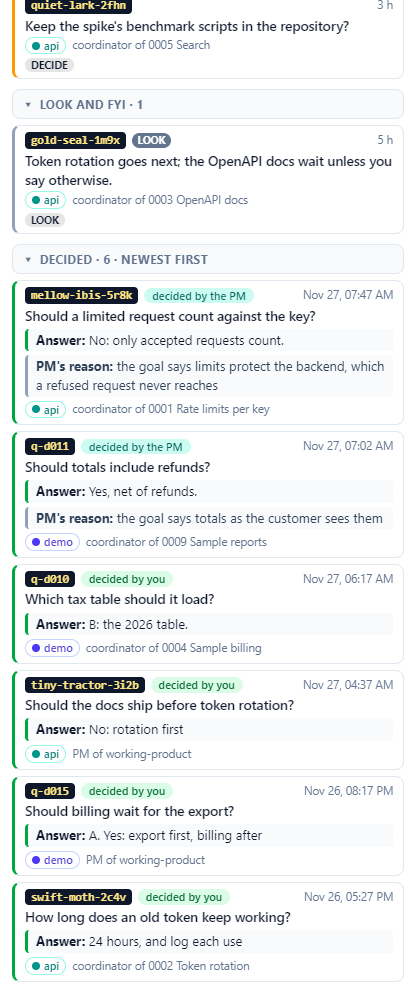 quiet-lark-2fhn 3 h
Keep the spike's benchmark scripts in the repository?
api coordinator of 0005 Search
DECIDE
▼ LOOK AND FYI · 1
gold-seal-1m9x LOOK 5 h
Token rotation goes next; the OpenAPI docs wait unless you
say otherwise.
api coordinator of 0003 OpenAPI docs
LOOK
▼ DECIDED · 6 · NEWEST FIRST
mellow-ibis-5r8k decided by the PM Nov 27, 07:47 AM
Should a limited request count against the key?
Answer: No: only accepted requests count.
PM's reason: the goal says limits protect the backend, which
a refused request never reaches
api coordinator of 0001 Rate limits per key
q-d011 decided by the PM Nov 27, 07:02 AM
Should totals include refunds?
Answer: Yes, net of refunds.
PM's reason: the goal says totals as the customer sees them
demo coordinator of 0009 Sample reports
q-d010 decided by you Nov 27, 06:17 AM
Which tax table should it load?
Answer: B: the 2026 table.
demo coordinator of 0004 Sample billing
tiny-tractor-3i2b decided by you Nov 27, 04:37 AM
Should the docs ship before token rotation?
Answer: No: rotation first
api PM of working-product
q-d015 decided by you Nov 26, 08:17 PM
Should billing wait for the export?
Answer: A. Yes: export first, billing after
demo PM of working-product
swift-moth-2c4v decided by you Nov 26, 05:27 PM
How long does an old token keep working?
Answer: 24 hours, and log each use
api coordinator of 0002 Token rotation